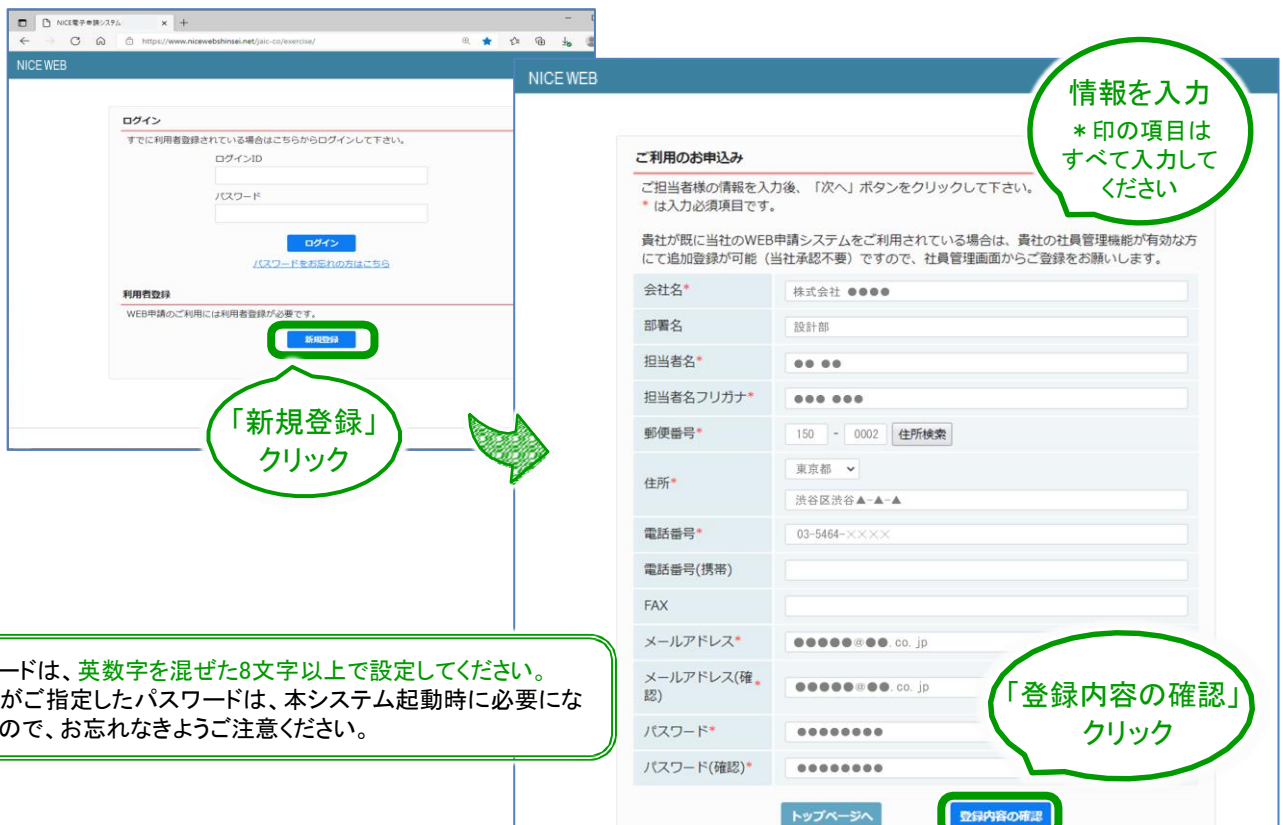 NICE電子申請システム
https://www.nicewebshinsei.net/jaic-co/exercise/
NICE WEB
ログイン
すでに利用者登録されている場合はこちらからログインして下さい。
ログインID
パスワード
ログイン
パスワードをお忘れの方はこちら
利用者登録
WEB申請のご利用には利用者登録が必要です。
新規登録
「新規登録」
クリック
NICE WEB
情報を入力
＊印の項目は
すべて入力して
ください
ご利用のお申込み
ご担当者様の情報を入力後、「次へ」ボタンをクリックして下さい。
* は入力必須項目です。
貴社が既に当社のWEB申請システムをご利用されている場合は、貴社の社員管理機能が有効な方
にて追加登録が可能（当社承認不要）ですので、社員管理画面からご登録をお願いします。
会社名* 株式会社 ●●●●
部署名 設計部
担当者名* ●● ●●
担当者名フリガナ* ●●● ●●●
郵便番号* 150 - 0002 住所検索
住所* 東京都
渋谷区渋谷▲-▲-▲
電話番号* 03-5464-××××
電話番号(携帯)
FAX
メールアドレス* ●●●●●@●●.co.jp
メールアドレス(確認)* ●●●●●@●●.co.jp
パスワード* ●●●●●●●●
パスワード(確認)* ●●●●●●●●
トップページへ 登録内容の確認
「登録内容の確認」
クリック
ードは、英数字を混ぜた8文字以上で設定してください。
がご指定したパスワードは、本システム起動時に必要にな
ので、お忘れなきようご注意ください。